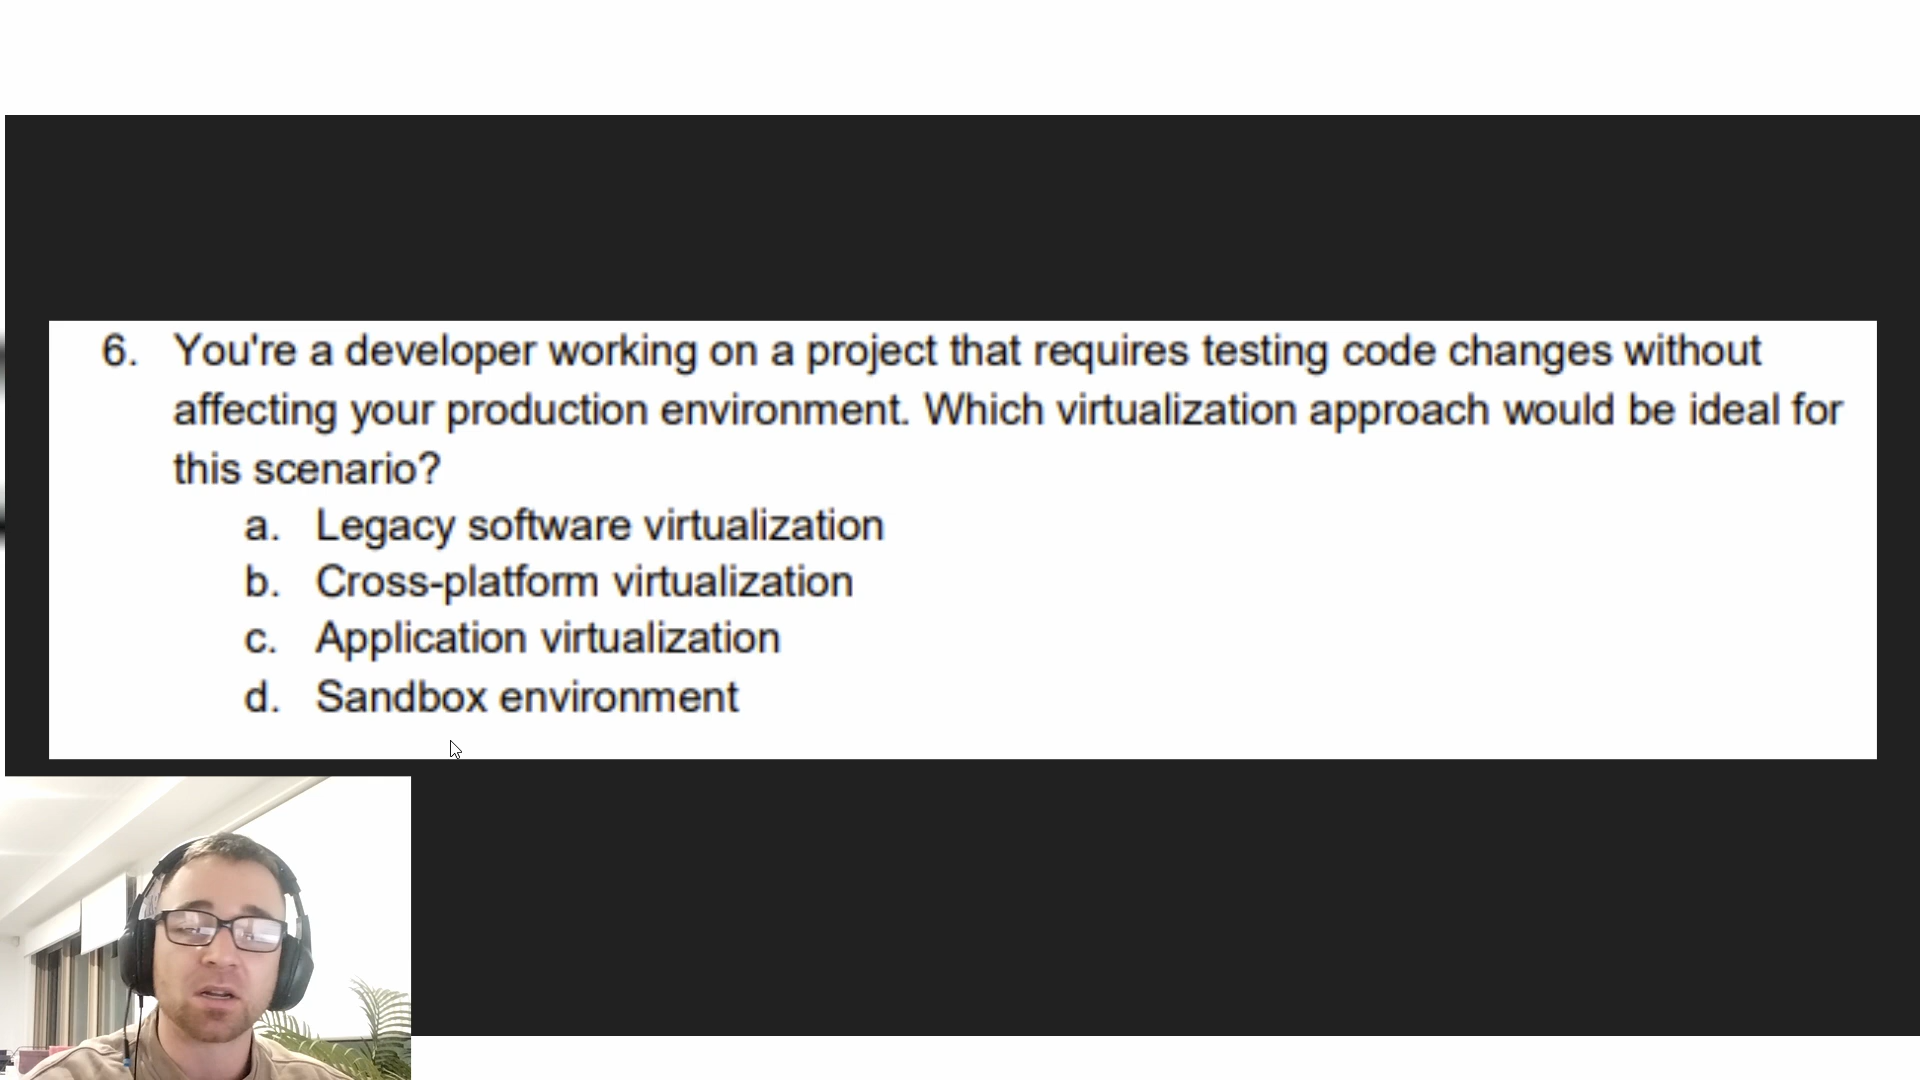 6. You're a developer working on a project that requires testing code changes without
affecting your production environment. Which virtualization approach would be ideal for
this scenario?
a. Legacy software virtualization
b. Cross-platform virtualization
c. Application virtualization
d. Sandbox environment